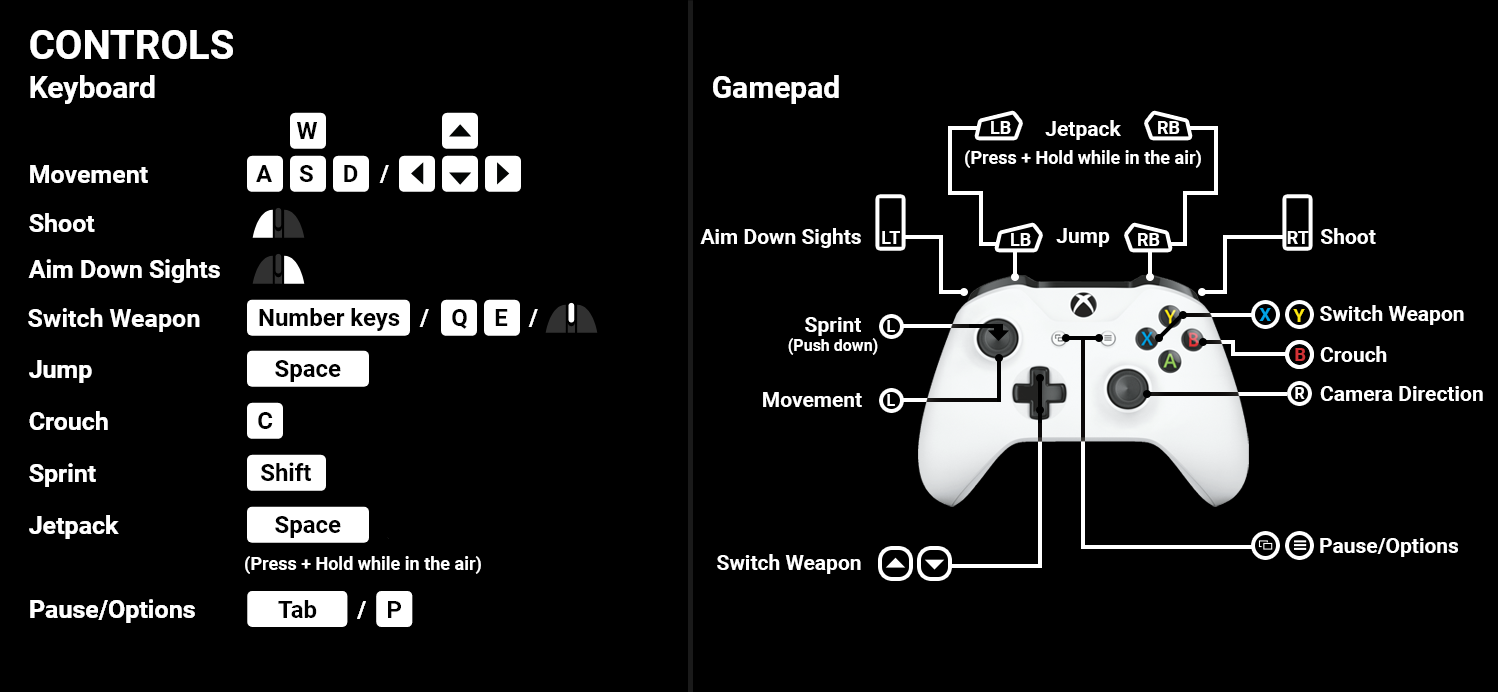 CONTROLS
Keyboard
W
Movement A S D /
Shoot
Aim Down Sights
Switch Weapon Number keys / Q E /
Jump Space
Crouch C
Sprint Shift
Jetpack Space
(Press + Hold while in the air)
Pause/Options Tab / P
Gamepad
LB Jetpack RB
(Press + Hold while in the air)
Aim Down Sights LT LB Jump RB RT Shoot
Sprint L
(Push down)
Movement L
Y
X B
A
X Y Switch Weapon
B Crouch
R Camera Direction
Switch Weapon
Pause/Options